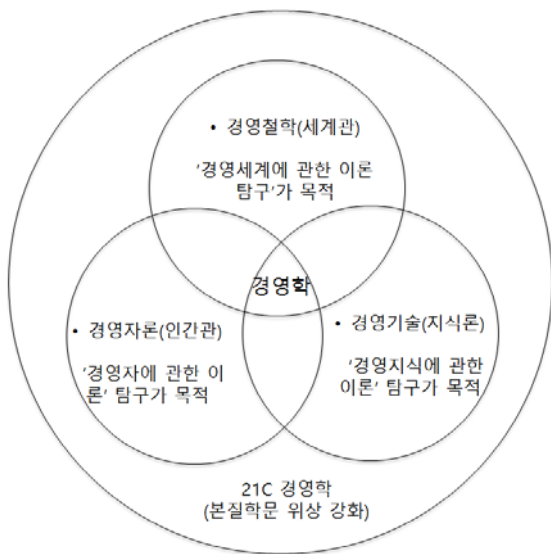 • 경영철학(세계관)
'경영세계에 관한 이론
탐구'가 목적
경영학
• 경영자론(인간관)
'경영자에 관한 이
론' 탐구가 목적
• 경영기술(지식론)
'경영지식에 관한
이론' 탐구가 목적
21C 경영학
(본질학문 위상 강화)